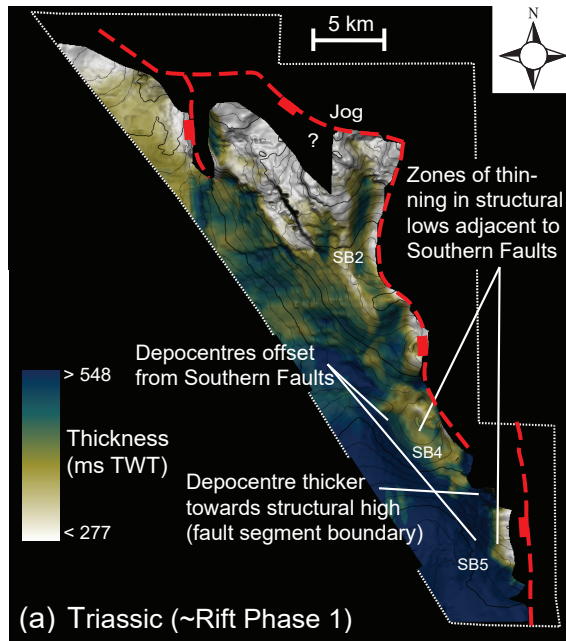 N
5 km
Jog
?
Zones of thin-
ning in structural
lows adjacent to
Southern Faults
SB2
Depocentres offset
from Southern Faults
> 548
Thickness
(ms TWT)
< 277
SB4
Depocentre thicker
towards structural high
(fault segment boundary)
SB5
(a) Triassic (~Rift Phase 1)